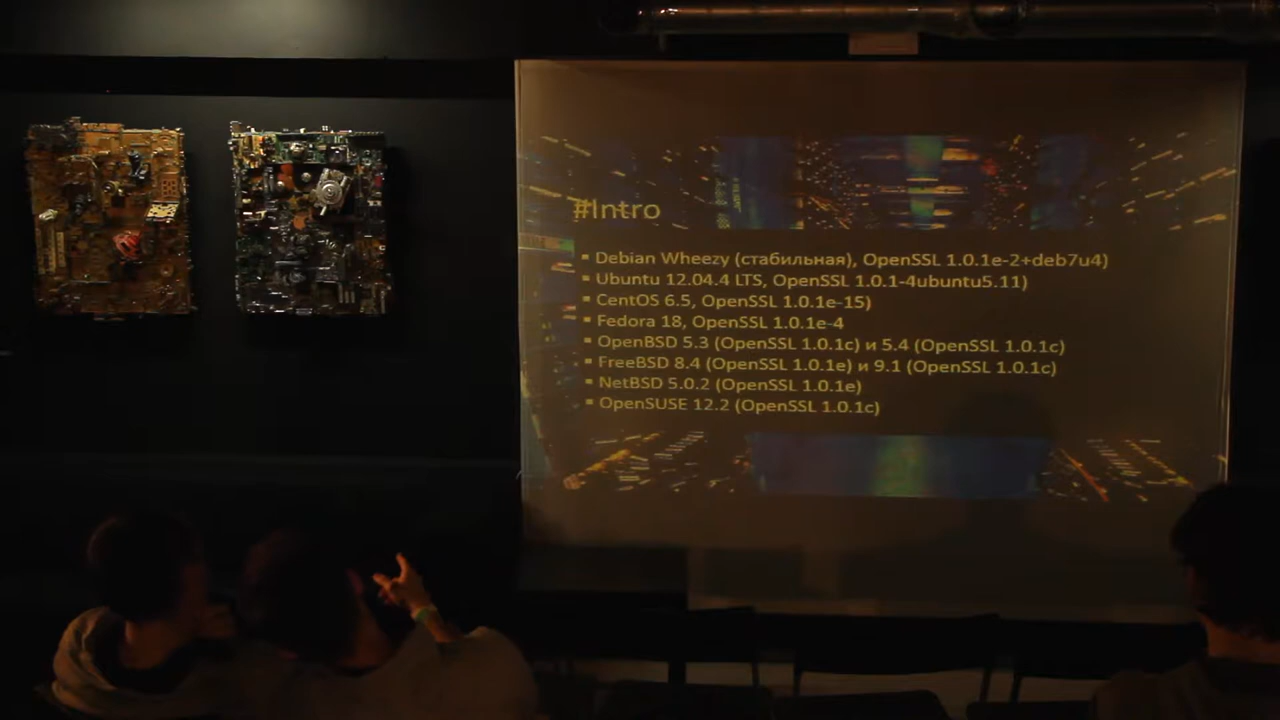 #Intro
▪ Debian Wheezy (стабильная), OpenSSL 1.0.1e-2+deb7u4)
▪ Ubuntu 12.04.4 LTS, OpenSSL 1.0.1-4ubuntu5.11)
▪ CentOS 6.5, OpenSSL 1.0.1e-15)
▪ Fedora 18, OpenSSL 1.0.1e-4
▪ OpenBSD 5.3 (OpenSSL 1.0.1c) и 5.4 (OpenSSL 1.0.1c)
▪ FreeBSD 8.4 (OpenSSL 1.0.1e) и 9.1 (OpenSSL 1.0.1c)
▪ NetBSD 5.0.2 (OpenSSL 1.0.1e)
▪ OpenSUSE 12.2 (OpenSSL 1.0.1c)